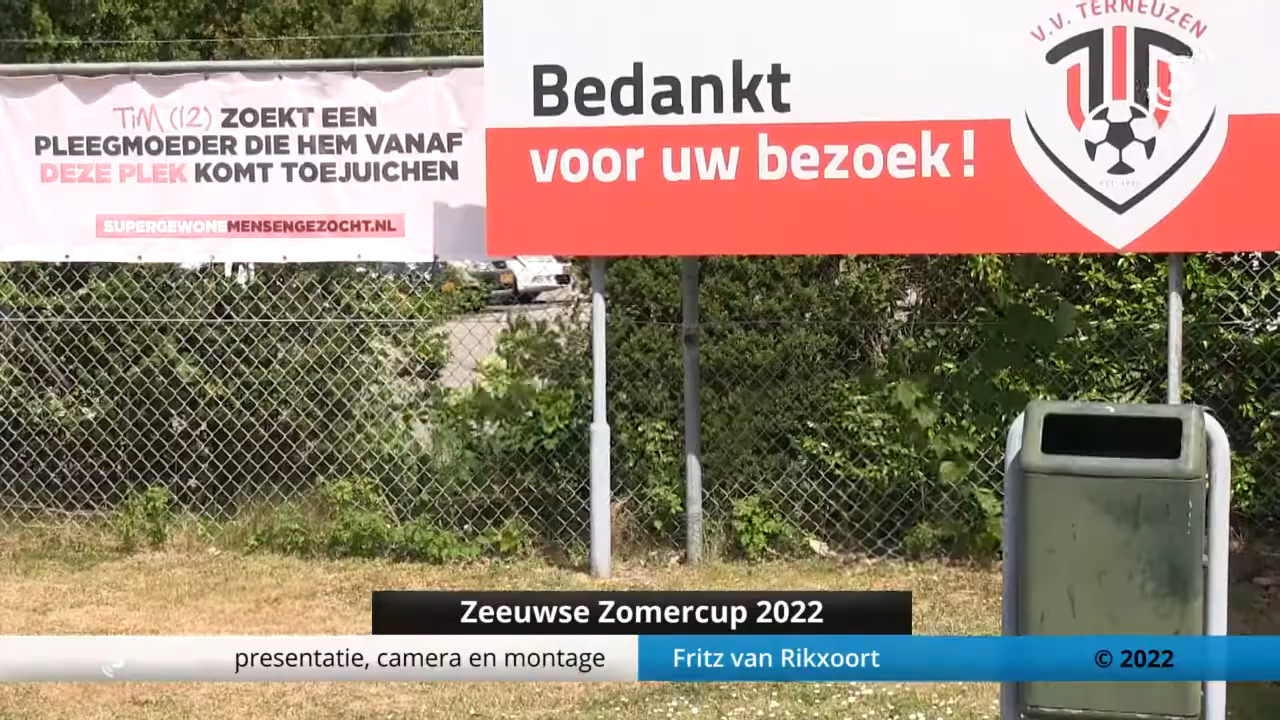 TiM (12) ZOEKT EEN
PLEEGMOEDER DIE HEM VANAF
DEZE PLEK KOMT TOEJUICHEN
SUPERGEWONEMENSENGEZOCHT.NL
Bedankt
voor uw bezoek!
V.V. TERNEUZEN
Zeeuwse Zomercup 2022
presentatie, camera en montage
Fritz van Rikxoort
© 2022